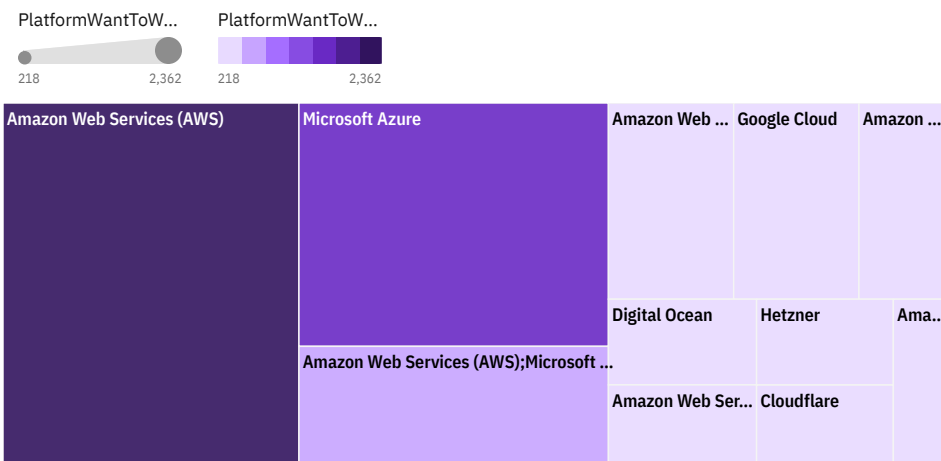 PlatformWantToW... PlatformWantToW...
218 2,362 218 2,362
Amazon Web Services (AWS)
Microsoft Azure
Amazon Web ...
Google Cloud
Amazon ...
Amazon Web Services (AWS);Microsoft ...
Digital Ocean
Hetzner
Ama...
Amazon Web Ser...
Cloudflare